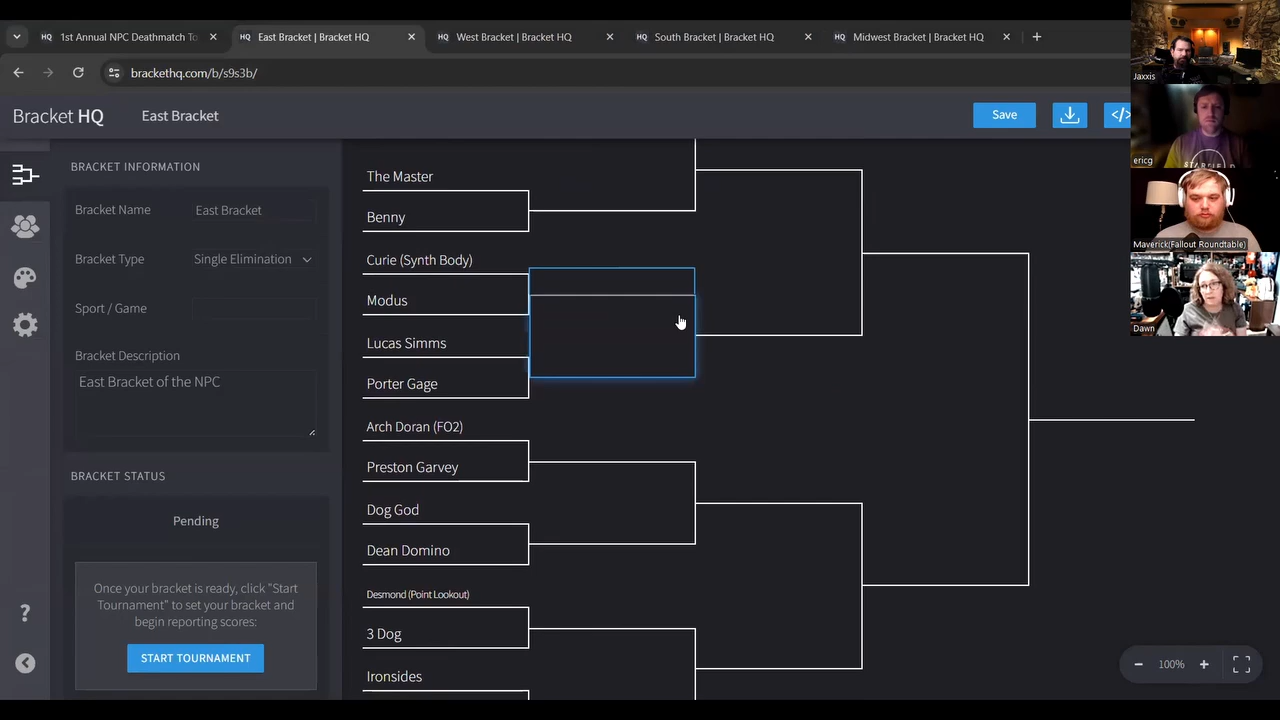 1st Annual NPC Deathmatch To
East Bracket | Bracket HQ
West Bracket | Bracket HQ
South Bracket | Bracket HQ
Midwest Bracket | Bracket HQ
brackethq.com/b/s9s3b/
Bracket HQ
East Bracket
Save
</>
BRACKET INFORMATION
Bracket Name
East Bracket
Bracket Type
Single Elimination
Sport / Game
Bracket Description
East Bracket of the NPC
BRACKET STATUS
Pending
Once your bracket is ready, click "Start
Tournament" to set your bracket and
begin reporting scores:
START TOURNAMENT
?
The Master
Benny
Curie (Synth Body)
Modus
Lucas Simms
Porter Gage
Arch Doran (FO2)
Preston Garvey
Dog God
Dean Domino
Desmond (Point Lookout)
3 Dog
Ironsides
100%
Jaxxis
ericg
Maverick(Fallout Roundtable)
Dawn